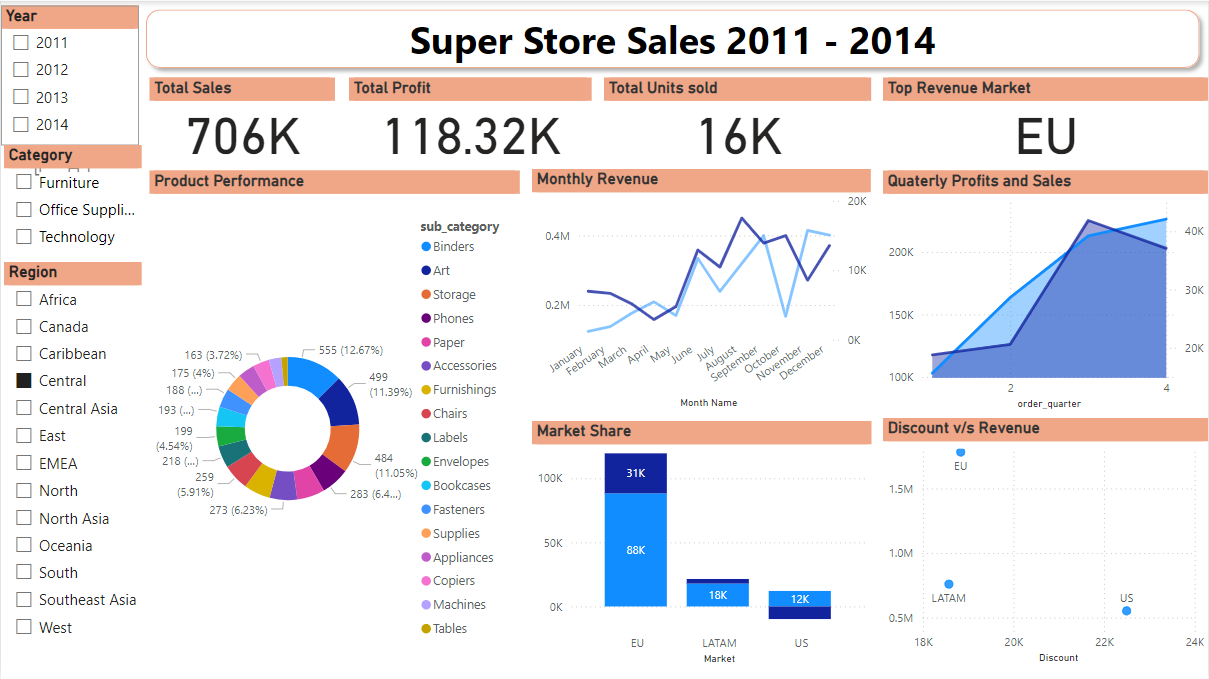 Year
2011
2012
2013
2014
Category
Furniture
Office Suppli...
Technology
Region
Africa
Canada
Caribbean
Central
Central Asia
East
EMEA
North
North Asia
Oceania
South
Southeast Asia
West
Super Store Sales 2011 - 2014
Total Sales
706K
Total Profit
118.32K
Total Units sold
16K
Top Revenue Market
EU
Product Performance
555 (12.67%)
499
(11.39%)
484
(11.05%)
283 (6.4...)
273 (6.23%)
259
(5.91%)
218 (...)
199
(4.54%)
193 (...)
188 (...)
175 (4%)
163 (3.72%)
sub_category
Binders
Art
Storage
Phones
Paper
Accessories
Furnishings
Chairs
Labels
Envelopes
Bookcases
Fasteners
Supplies
Appliances
Copiers
Machines
Tables
Monthly Revenue
0.4M
0.2M
20K
10K
0K
January
February
March
April
May
June
July
August
September
October
November
December
Month Name
Quaterly Profits and Sales
200K
150K
100K
40K
30K
20K
2
4
order_quarter
Market Share
100K
50K
0K
31K
88K
18K
12K
EU
LATAM
US
Market
Discount v/s Revenue
1.5M
1.0M
0.5M
EU
LATAM
US
18K
20K
22K
24K
Discount